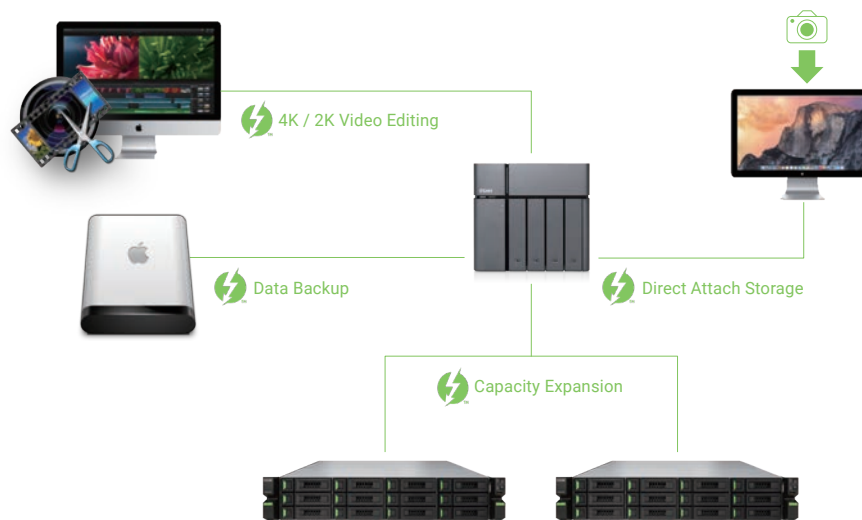 4K / 2K Video Editing
Data Backup
Direct Attach Storage
Capacity Expansion